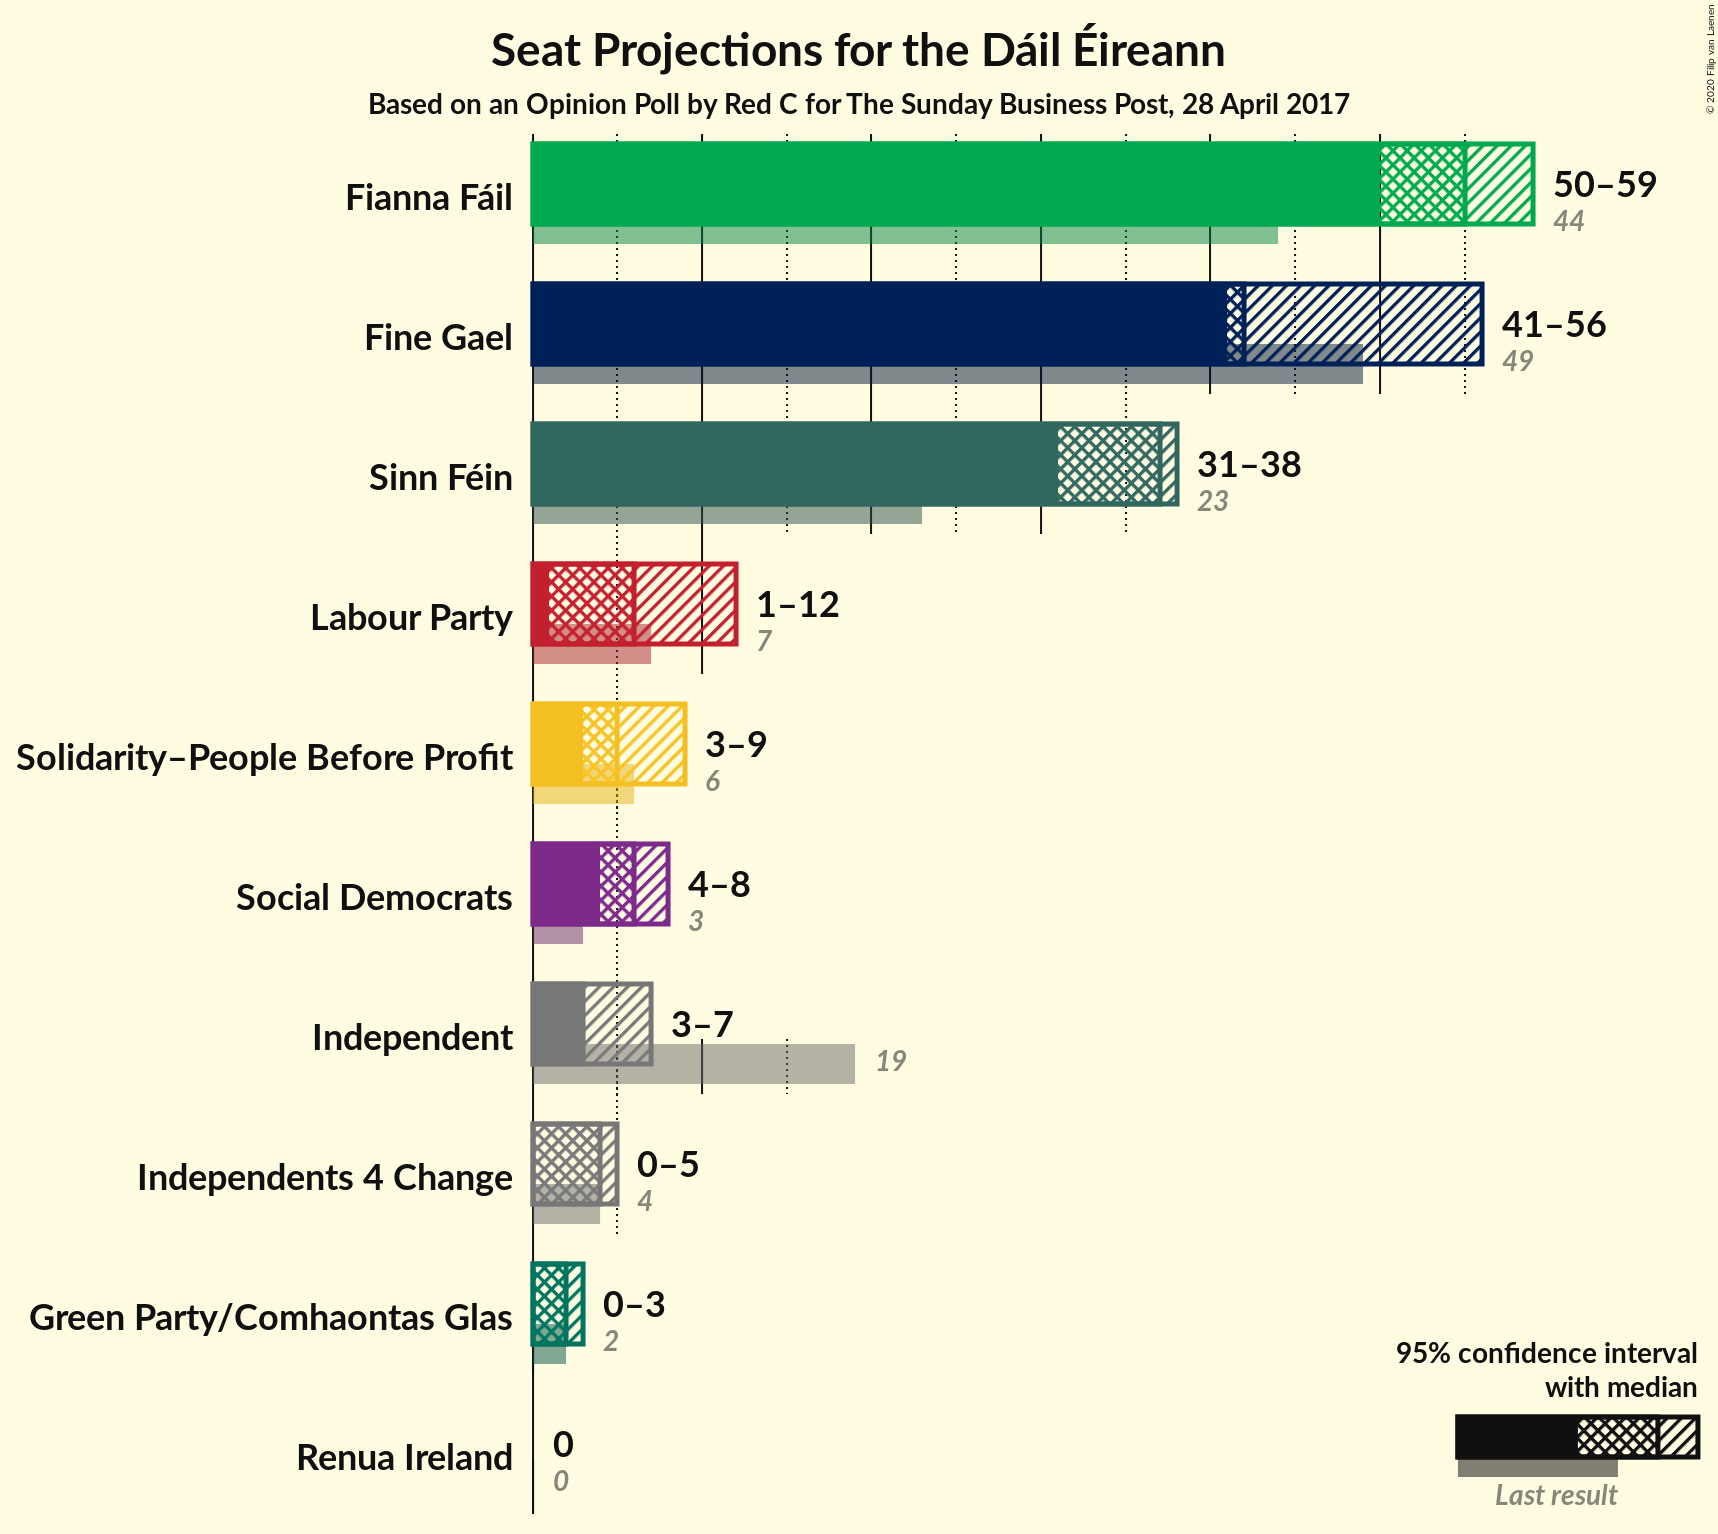 Seat Projections for the Dáil Éireann
Based on an Opinion Poll by Red C for The Sunday Business Post, 28 April 2017
© 2020 Filip van Laenen
Fianna Fáil
50–59
44
Fine Gael
41–56
49
Sinn Féin
31–38
23
Labour Party
1–12
7
Solidarity–People Before Profit
3–9
6
Social Democrats
4–8
3
Independent
3–7
19
Independents 4 Change
0–5
4
Green Party/Comhaontas Glas
0–3
2
Renua Ireland
0
0
95% confidence interval
with median
Last result